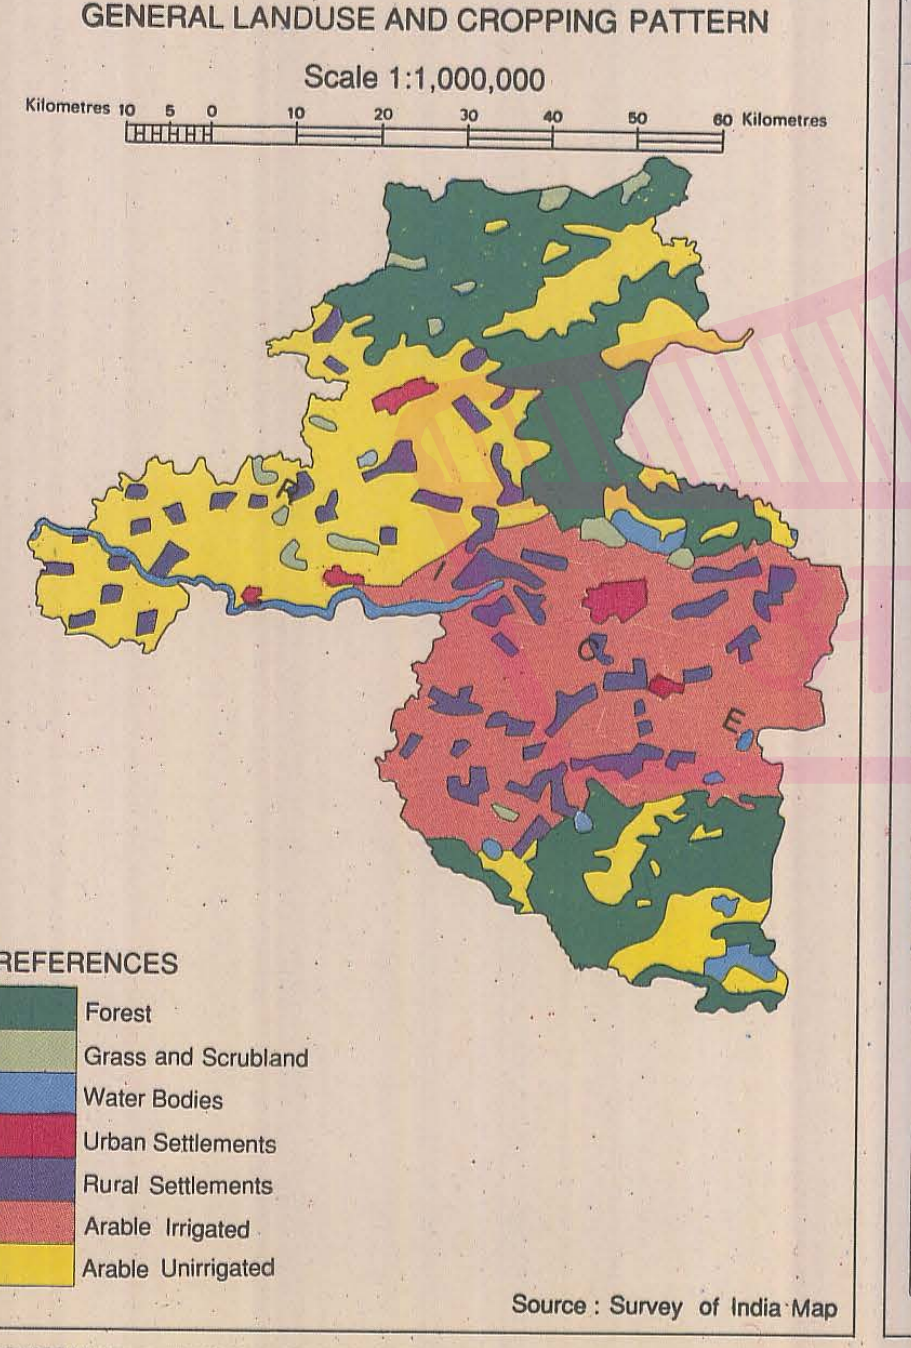 GENERAL LANDUSE AND CROPPING PATTERN
Scale 1:1,000,000
Kilometres 10 5 0 10 20 30 40 50 60 Kilometres
R
I
O
E
REFERENCES
Forest
Grass and Scrubland
Water Bodies
Urban Settlements
Rural Settlements
Arable Irrigated
Arable Unirrigated
Source : Survey of India Map